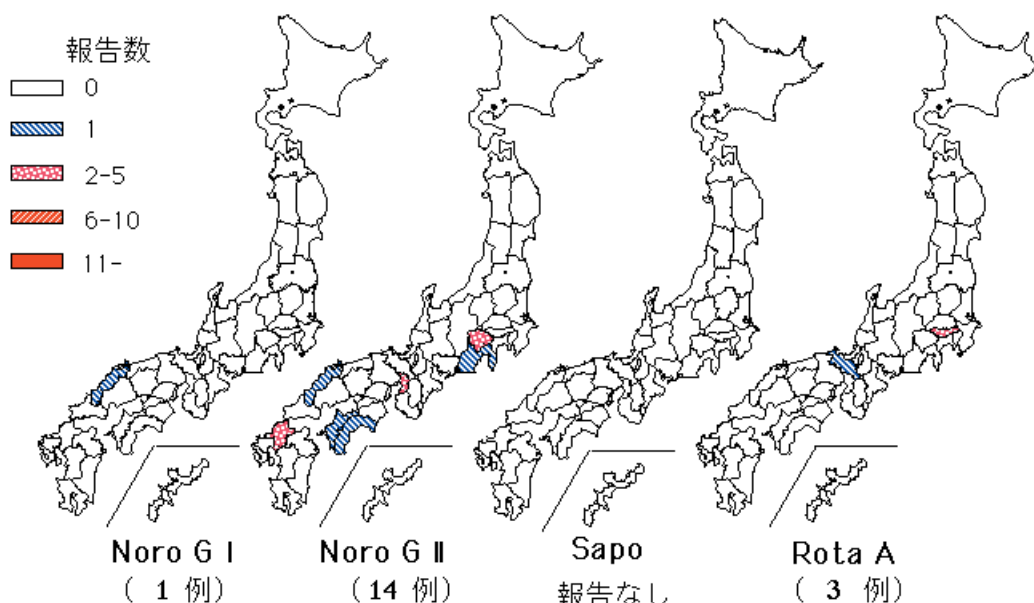 報告数
0
1
2-5
6-10
11-
Noro G Ⅰ
( 1 例)
Noro G Ⅱ
(14 例)
Sapo
報告なし
Rota A
( 3 例)